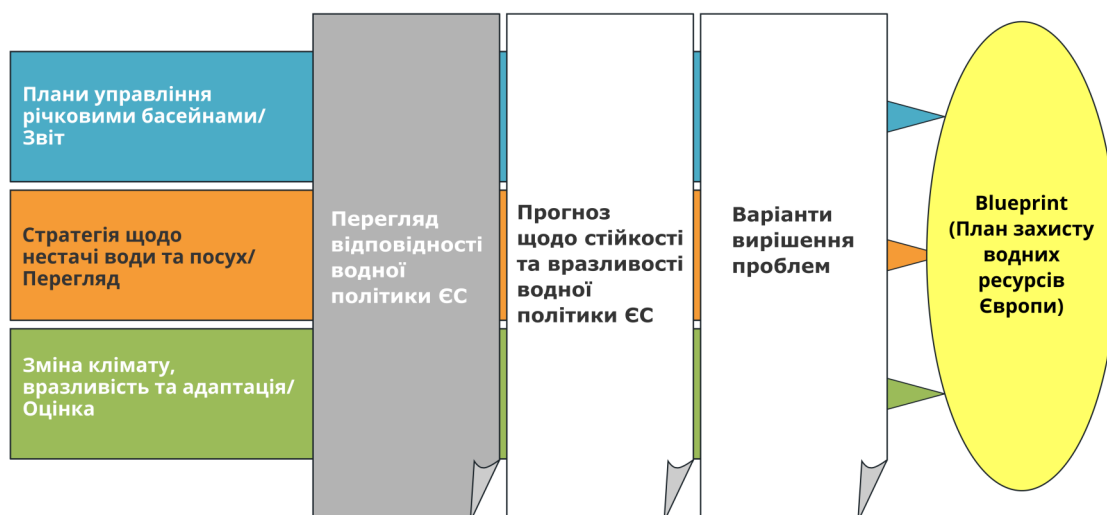 Плани управління
річковими басейнами/
Звіт
Стратегія щодо
нестачі води та посух/
Перегляд
Зміна клімату,
вразливість та адаптація/
Оцінка
Перегляд
відповідності
водної
політики ЄС
Прогноз
щодо стійкості
та вразливості
водної
політики ЄС
Варіанти
вирішення
проблем
Blueprint
(План захисту
водних
ресурсів
Європи)